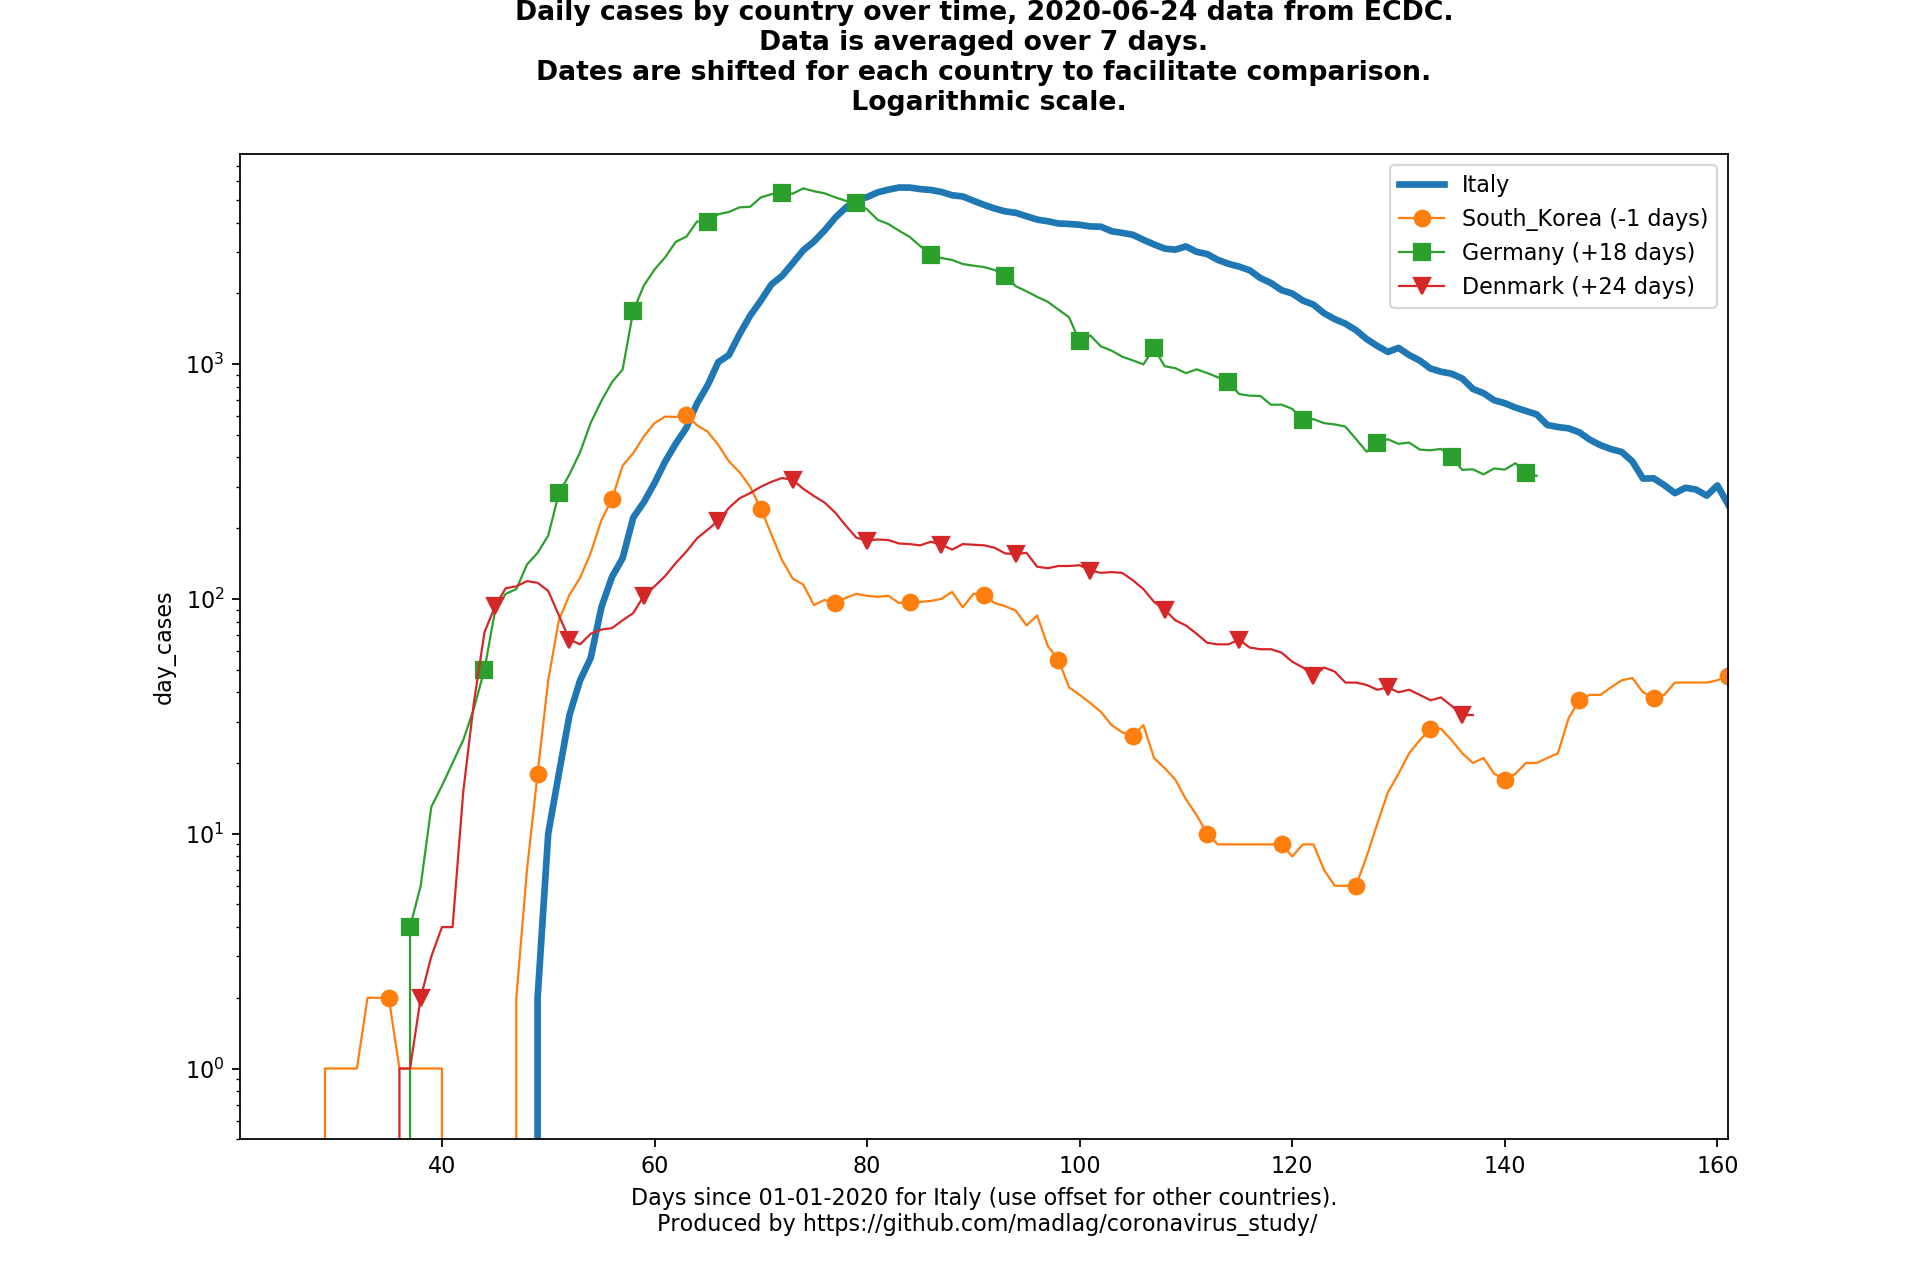 Daily cases by country over time, 2020-06-24 data from ECDC.
Data is averaged over 7 days.
Dates are shifted for each country to facilitate comparison.
Logarithmic scale.
Italy
South_Korea (-1 days)
Germany (+18 days)
Denmark (+24 days)
day_cases
10³
10²
10¹
10⁰
40 60 80 100 120 140 160
Days since 01-01-2020 for Italy (use offset for other countries).
Produced by https://github.com/madlag/coronavirus_study/